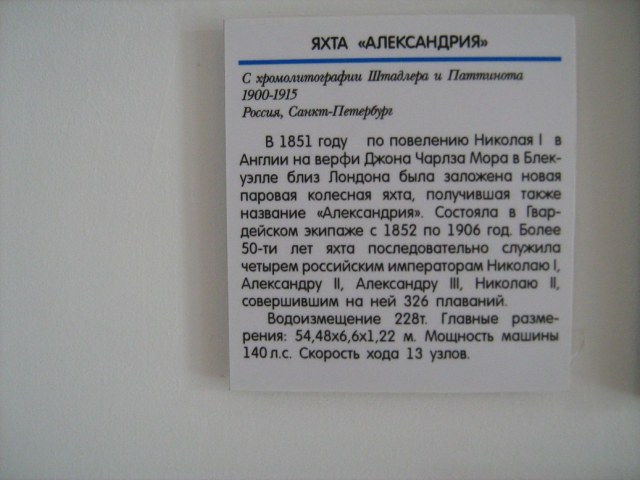 ЯХТА «АЛЕКСАНДРИЯ»
С хромолитографии Штадлера и Паттинота
1900-1915
Россия, Санкт-Петербург
В 1851 году по повелению Николая I в
Англии на верфи Джона Чарлза Мора в Блек-
уэлле близ Лондона была заложена новая
паровая колесная яхта, получившая также
название «Александрия». Состояла в Гвар-
дейском экипаже с 1852 по 1906 год. Более
50-ти лет яхта последовательно служила
четырем российским императорам Николаю I,
Александру II, Александру III, Николаю II,
совершившим на ней 326 плаваний.
Водоизмещение 228т. Главные разме-
рения: 54,48х6,6х1,22 м. Мощность машины
140 л.с. Скорость хода 13 узлов.